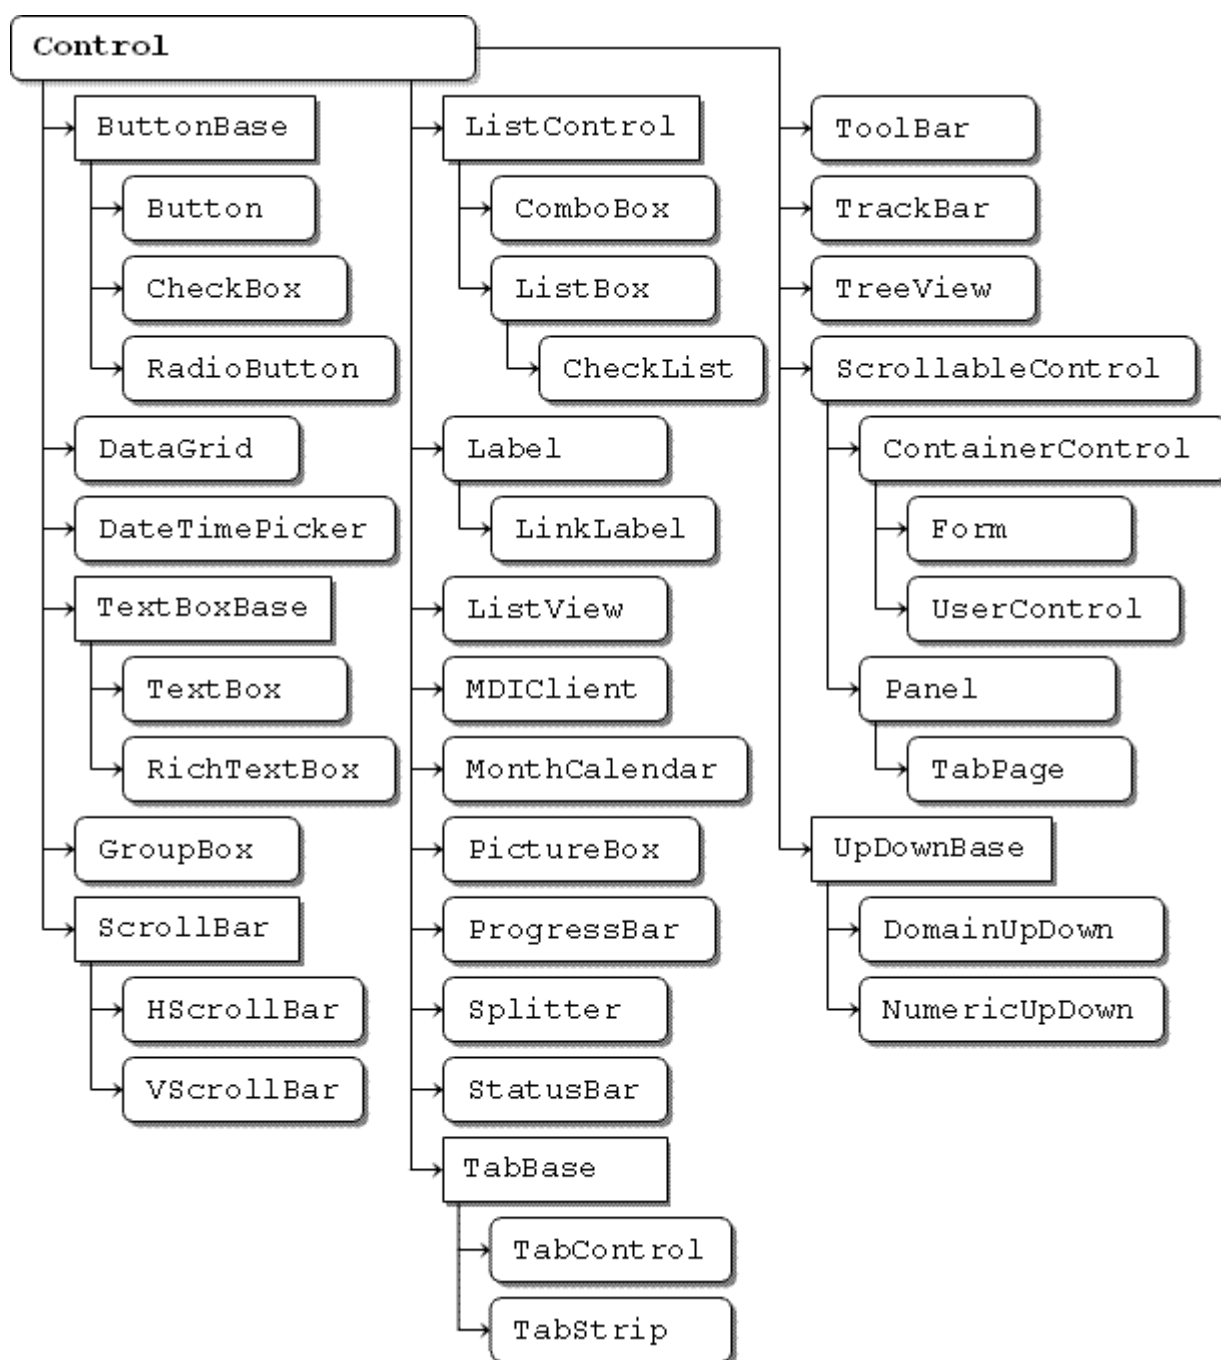 Control
ButtonBase
Button
CheckBox
RadioButton
DataGrid
DateTimePicker
TextBoxBase
TextBox
RichTextBox
GroupBox
ScrollBar
HScrollBar
VScrollBar
ListControl
ComboBox
ListBox
CheckList
Label
LinkLabel
ListView
MDIClient
MonthCalendar
PictureBox
ProgressBar
Splitter
StatusBar
TabBase
TabControl
TabStrip
ToolBar
TrackBar
TreeView
ScrollableControl
ContainerControl
Form
UserControl
Panel
TabPage
UpDownBase
DomainUpDown
NumericUpDown